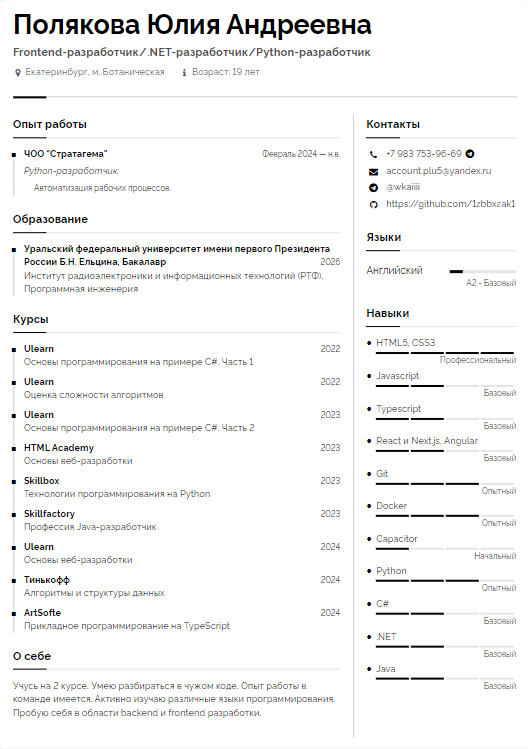 Полякова Юлия Андреевна
Frontend-разработчик/.NET-разработчик/Python-разработчик
Екатеринбург, м. Ботаническая
Возраст: 19 лет
Опыт работы
ЧОО "Стратагема"
Февраль 2024 — н.в.
Python-разработчик:
Автоматизация рабочих процессов.
Образование
Уральский федеральный университет имени первого Президента
России Б.Н. Ельцина, Бакалавр
2026
Институт радиоэлектроники и информационных технологий (РТФ),
Программная инженерия
Курсы
Ulearn
2022
Основы программирования на примере C#. Часть 1
Ulearn
2022
Оценка сложности алгоритмов
Ulearn
2023
Основы программирования на примере C#. Часть 2
HTML Academy
2023
Основы веб-разработки
Skillbox
2023
Технологии программирования на Python
Skillfactory
2023
Профессия Java-разработчик
Ulearn
2024
Основы веб-разработки
Тинькофф
2024
Алгоритмы и структуры данных
ArtSofte
2024
Прикладное программирование на TypeScript
О себе
Учусь на 2 курсе. Умею разбираться в чужом коде. Опыт работы в
команде имеется. Активно изучаю различные языки программирования.
Пробую себя в области backend и frontend разработки.
Контакты
+7 983 753-96-69
account.plu5@yandex.ru
@wkaiiii
https://github.com/1zbbxzak1
Языки
Английский
A2 - Базовый
Навыки
HTML5, CSS3
Профессиональный
Javascript
Базовый
Typescript
Базовый
React и Next.js, Angular
Базовый
Git
Опытный
Docker
Опытный
Capacitor
Начальный
Python
Опытный
C#
Базовый
.NET
Базовый
Java
Базовый